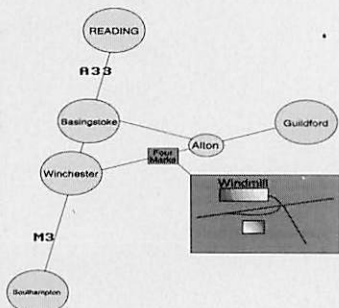 READING
A33
Basingstoke
Alton
Guildford
Four
Marks
Winchester
Windmill
M3
Southampton